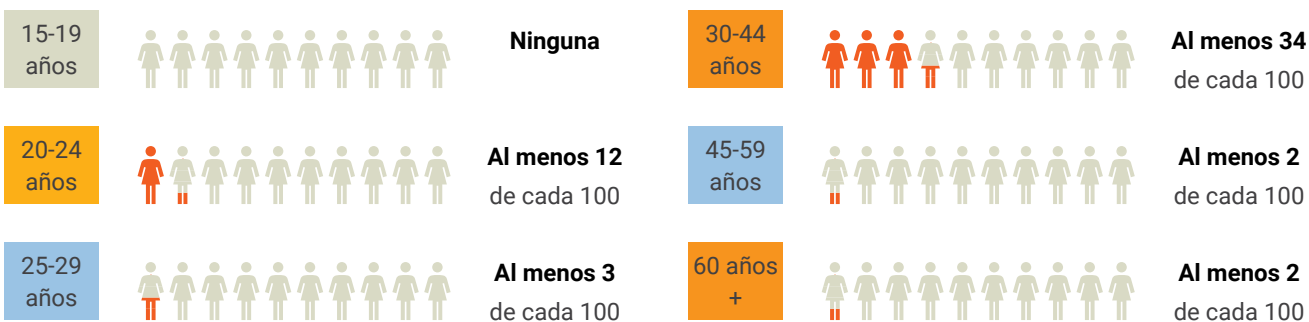 15-19
años
Ninguna
20-24
años
Al menos 12
de cada 100
25-29
años
Al menos 3
de cada 100
30-44
años
Al menos 34
de cada 100
45-59
años
Al menos 2
de cada 100
60 años
+
Al menos 2
de cada 100